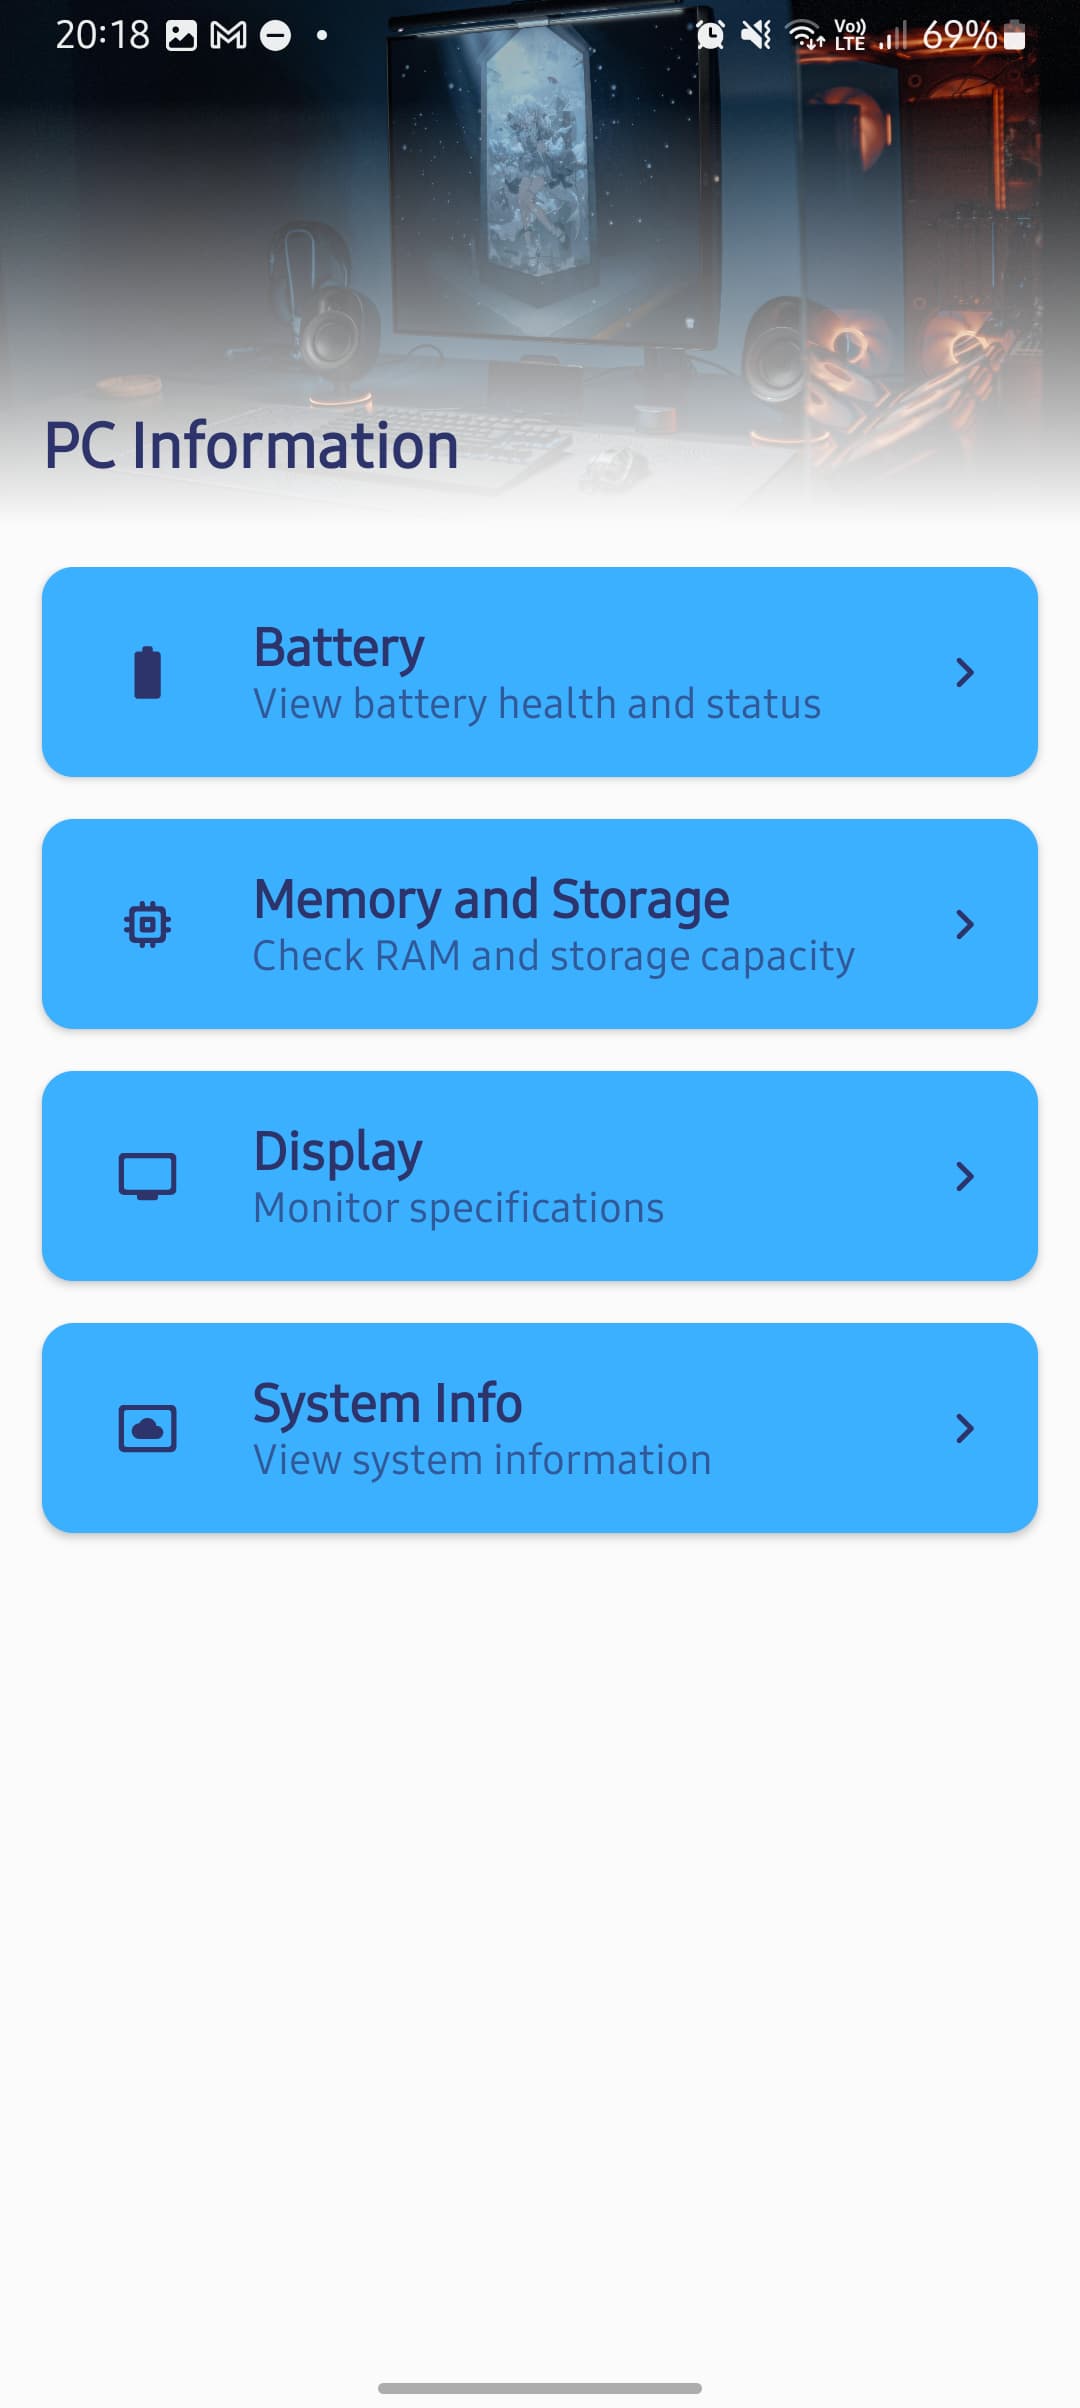 20:18
Vo)) LTE 69%
PC Information
Battery
View battery health and status
Memory and Storage
Check RAM and storage capacity
Display
Monitor specifications
System Info
View system information